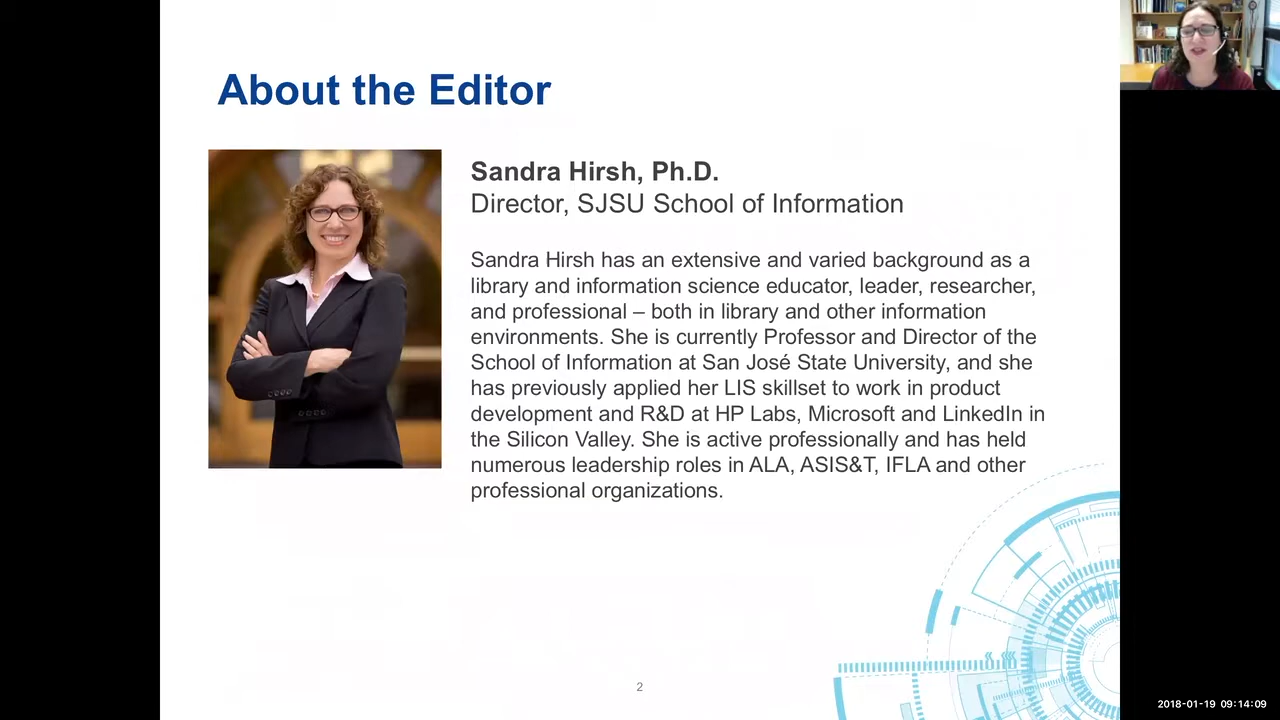 About the Editor
Sandra Hirsh, Ph.D.
Director, SJSU School of Information
Sandra Hirsh has an extensive and varied background as a
library and information science educator, leader, researcher,
and professional – both in library and other information
environments. She is currently Professor and Director of the
School of Information at San José State University, and she
has previously applied her LIS skillset to work in product
development and R&D at HP Labs, Microsoft and LinkedIn in
the Silicon Valley. She is active professionally and has held
numerous leadership roles in ALA, ASIS&T, IFLA and other
professional organizations.
2
2018-01-19 09:14:09